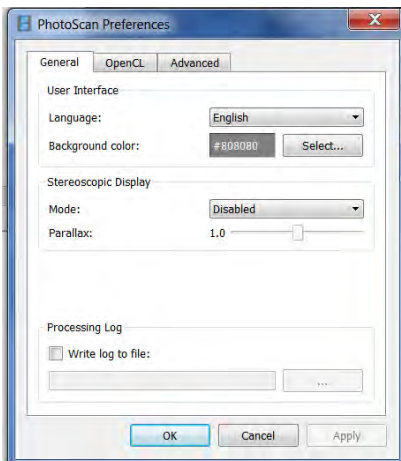 PhotoScan Preferences
General OpenCL Advanced
User Interface
Language: English
Background color: #808080 Select...
Stereoscopic Display
Mode: Disabled
Parallax: 1.0
Processing Log
Write log to file:
...
OK Cancel Apply